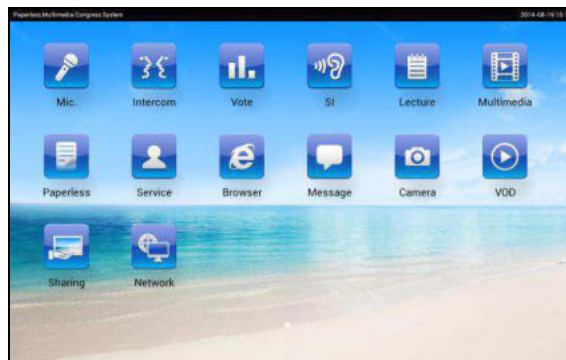 Paperless Multimedia Congress System
2014-08-19 15
Mic. Intercom Vote SI Lecture Multimedia
Paperless Service Browser Message Camera VOD
Sharing Network